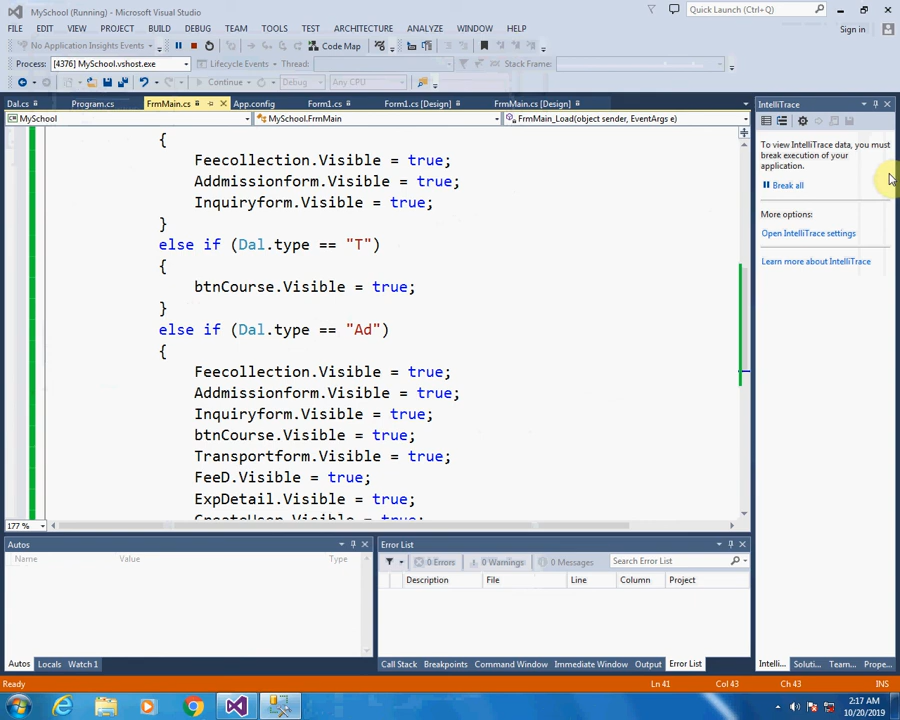 MySchool (Running) - Microsoft Visual Studio
Quick Launch (Ctrl+Q)
FILE EDIT VIEW PROJECT BUILD DEBUG TEAM TOOLS TEST ARCHITECTURE ANALYZE WINDOW HELP
Sign in
No Application Insights Events
Code Map
Process: [4376] MySchool.vshost.exe
Lifecycle Events
Thread:
Stack Frame:
Continue
Debug
Any CPU
Dal.cs Program.cs FrmMain.cs App.config Form1.cs Form1.cs [Design] FrmMain.cs [Design]
MySchool MySchool.FrmMain FrmMain_Load(object sender, EventArgs e)
{
Feecollection.Visible = true;
Addmissionform.Visible = true;
Inquiryform.Visible = true;
}
else if (Dal.type == "T")
{
btnCourse.Visible = true;
}
else if (Dal.type == "Ad")
{
Feecollection.Visible = true;
Addmissionform.Visible = true;
Inquiryform.Visible = true;
btnCourse.Visible = true;
Transportform.Visible = true;
FeeD.Visible = true;
ExpDetail.Visible = true;
CreateUser.Visible = true;
177 %
IntelliTrace
To view IntelliTrace data, you must
break execution of your
application.
Break all
More options:
Open IntelliTrace settings
Learn more about IntelliTrace
Autos
Name Value Type
Autos Locals Watch 1
Error List
0 Errors 0 Warnings 0 Messages Search Error List
Description File Line Column Project
Call Stack Breakpoints Command Window Immediate Window Output Error List
Intelli... Soluti... Team... Prope...
Ready Ln 41 Col 43 Ch 43 INS
2:17 AM
10/20/2019